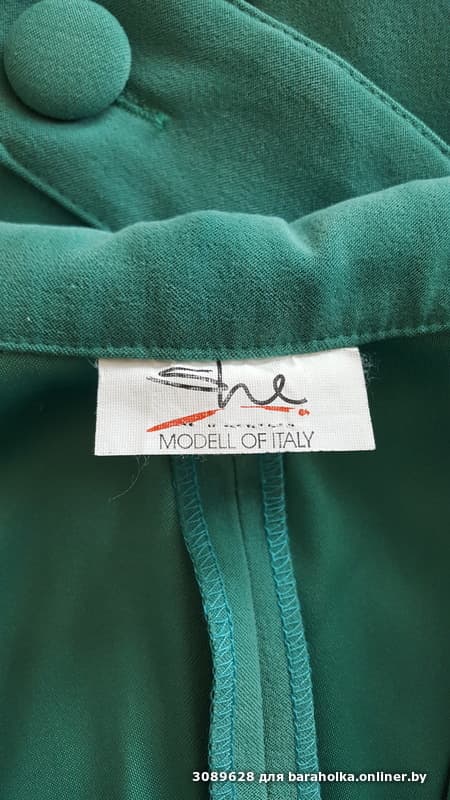 She
MODELL OF ITALY
3089628 для baraholka.onliner.by